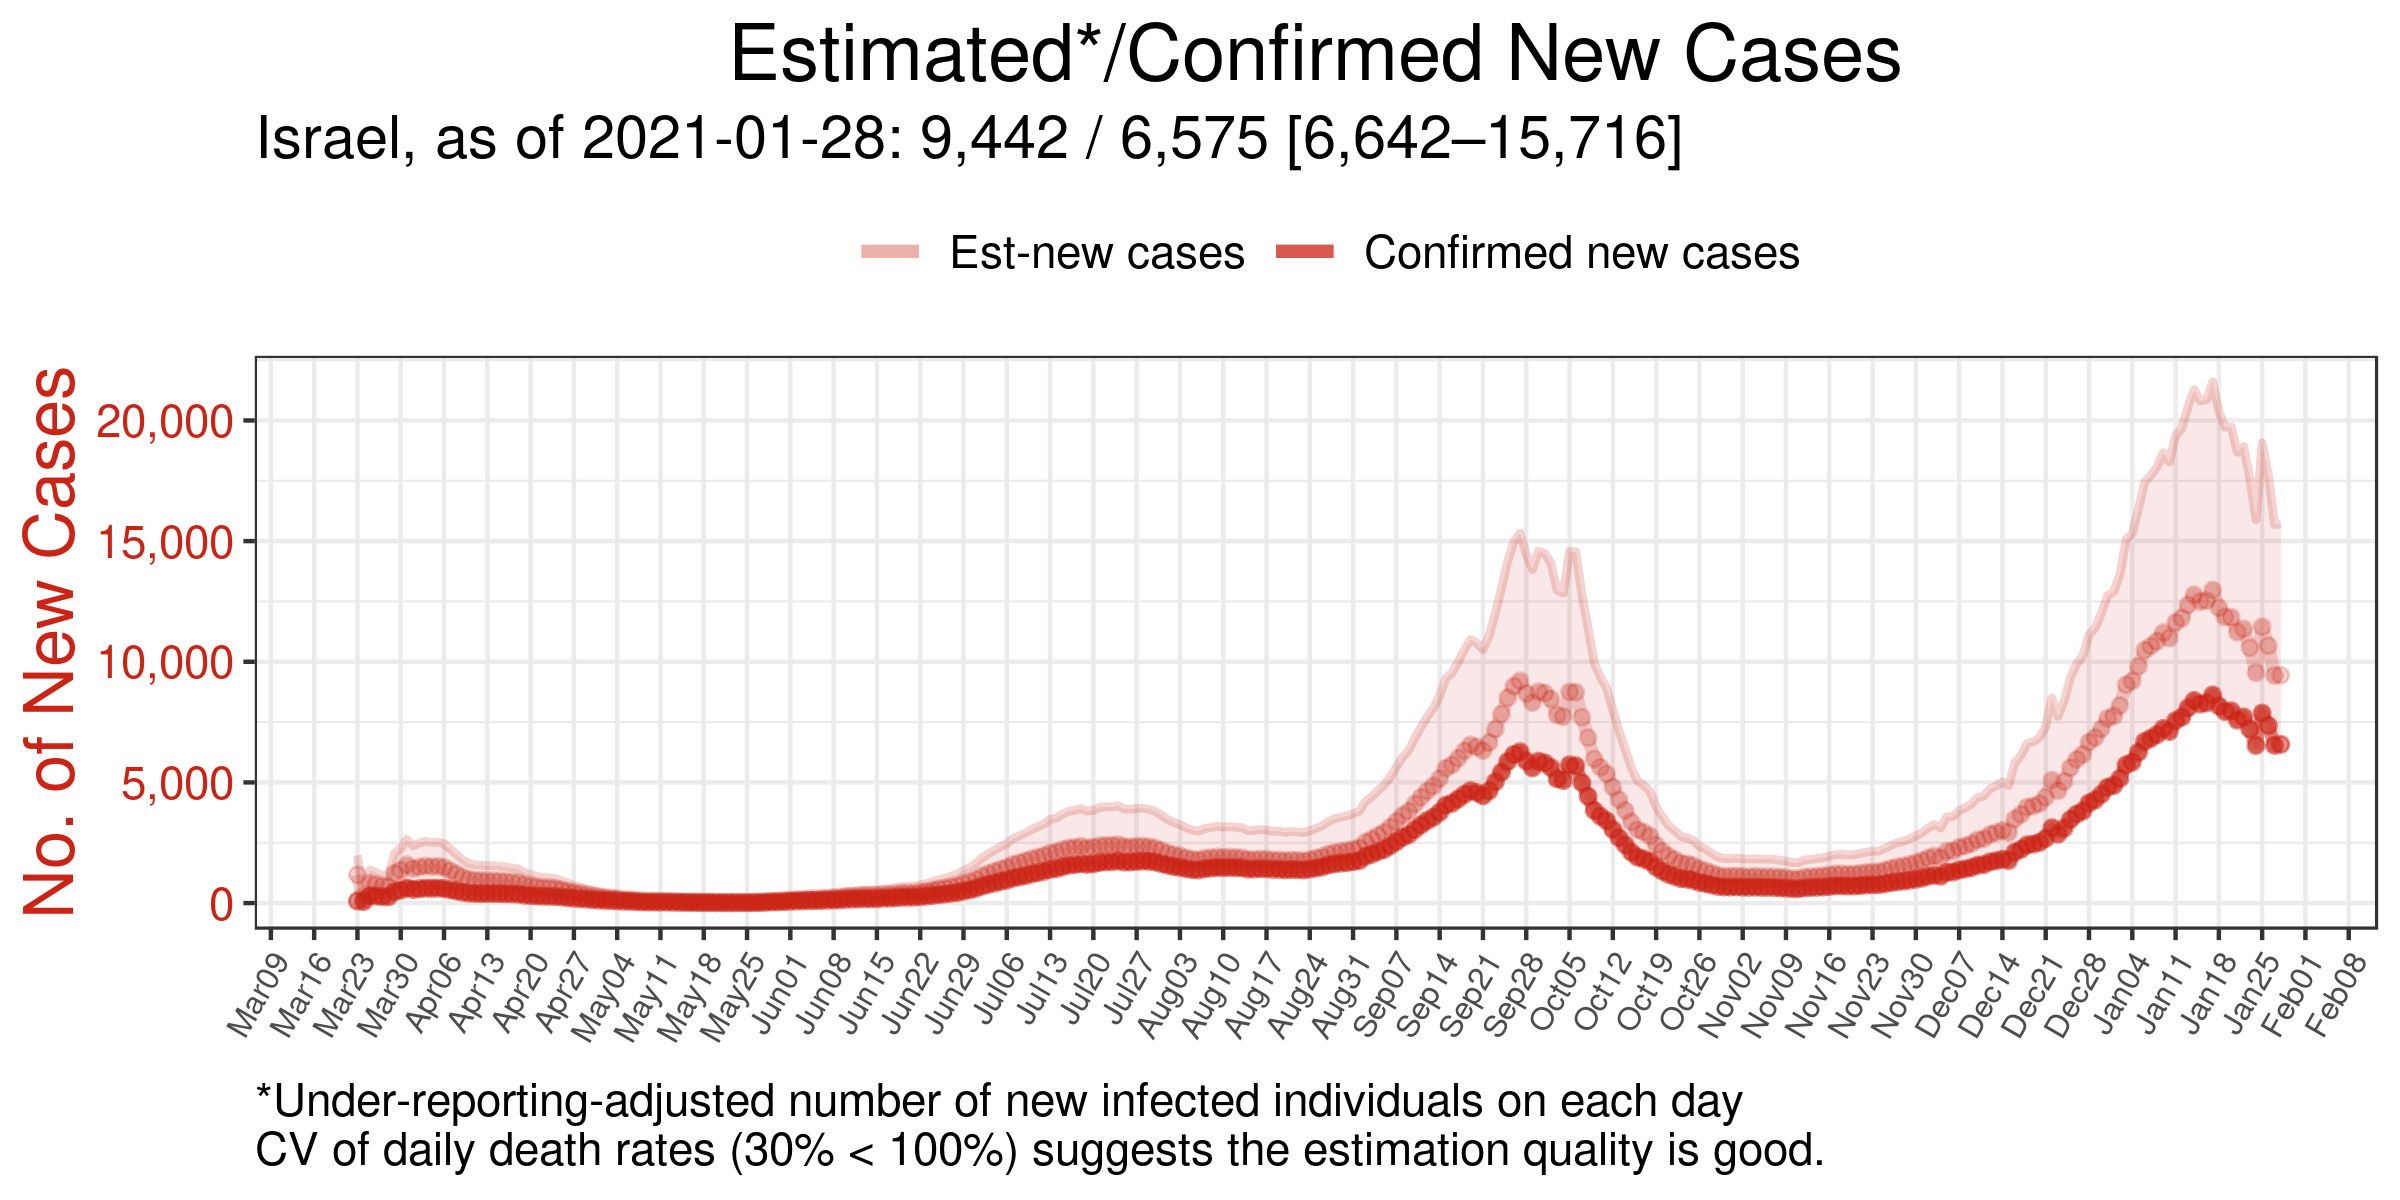 Estimated*/Confirmed New Cases
Israel, as of 2021-01-28: 9,442 / 6,575 [6,642–15,716]
Est-new cases
Confirmed new cases
No. of New Cases
20,000
15,000
10,000
5,000
0
Mar09
Mar16
Mar23
Mar30
Apr06
Apr13
Apr20
Apr27
May04
May11
May18
May25
Jun01
Jun08
Jun15
Jun22
Jun29
Jul06
Jul13
Jul20
Jul27
Aug03
Aug10
Aug17
Aug24
Aug31
Sep07
Sep14
Sep21
Sep28
Oct05
Oct12
Oct19
Oct26
Nov02
Nov09
Nov16
Nov23
Nov30
Dec07
Dec14
Dec21
Dec28
Jan04
Jan11
Jan18
Jan25
Feb01
Feb08
*Under-reporting-adjusted number of new infected individuals on each day
CV of daily death rates (30% < 100%) suggests the estimation quality is good.